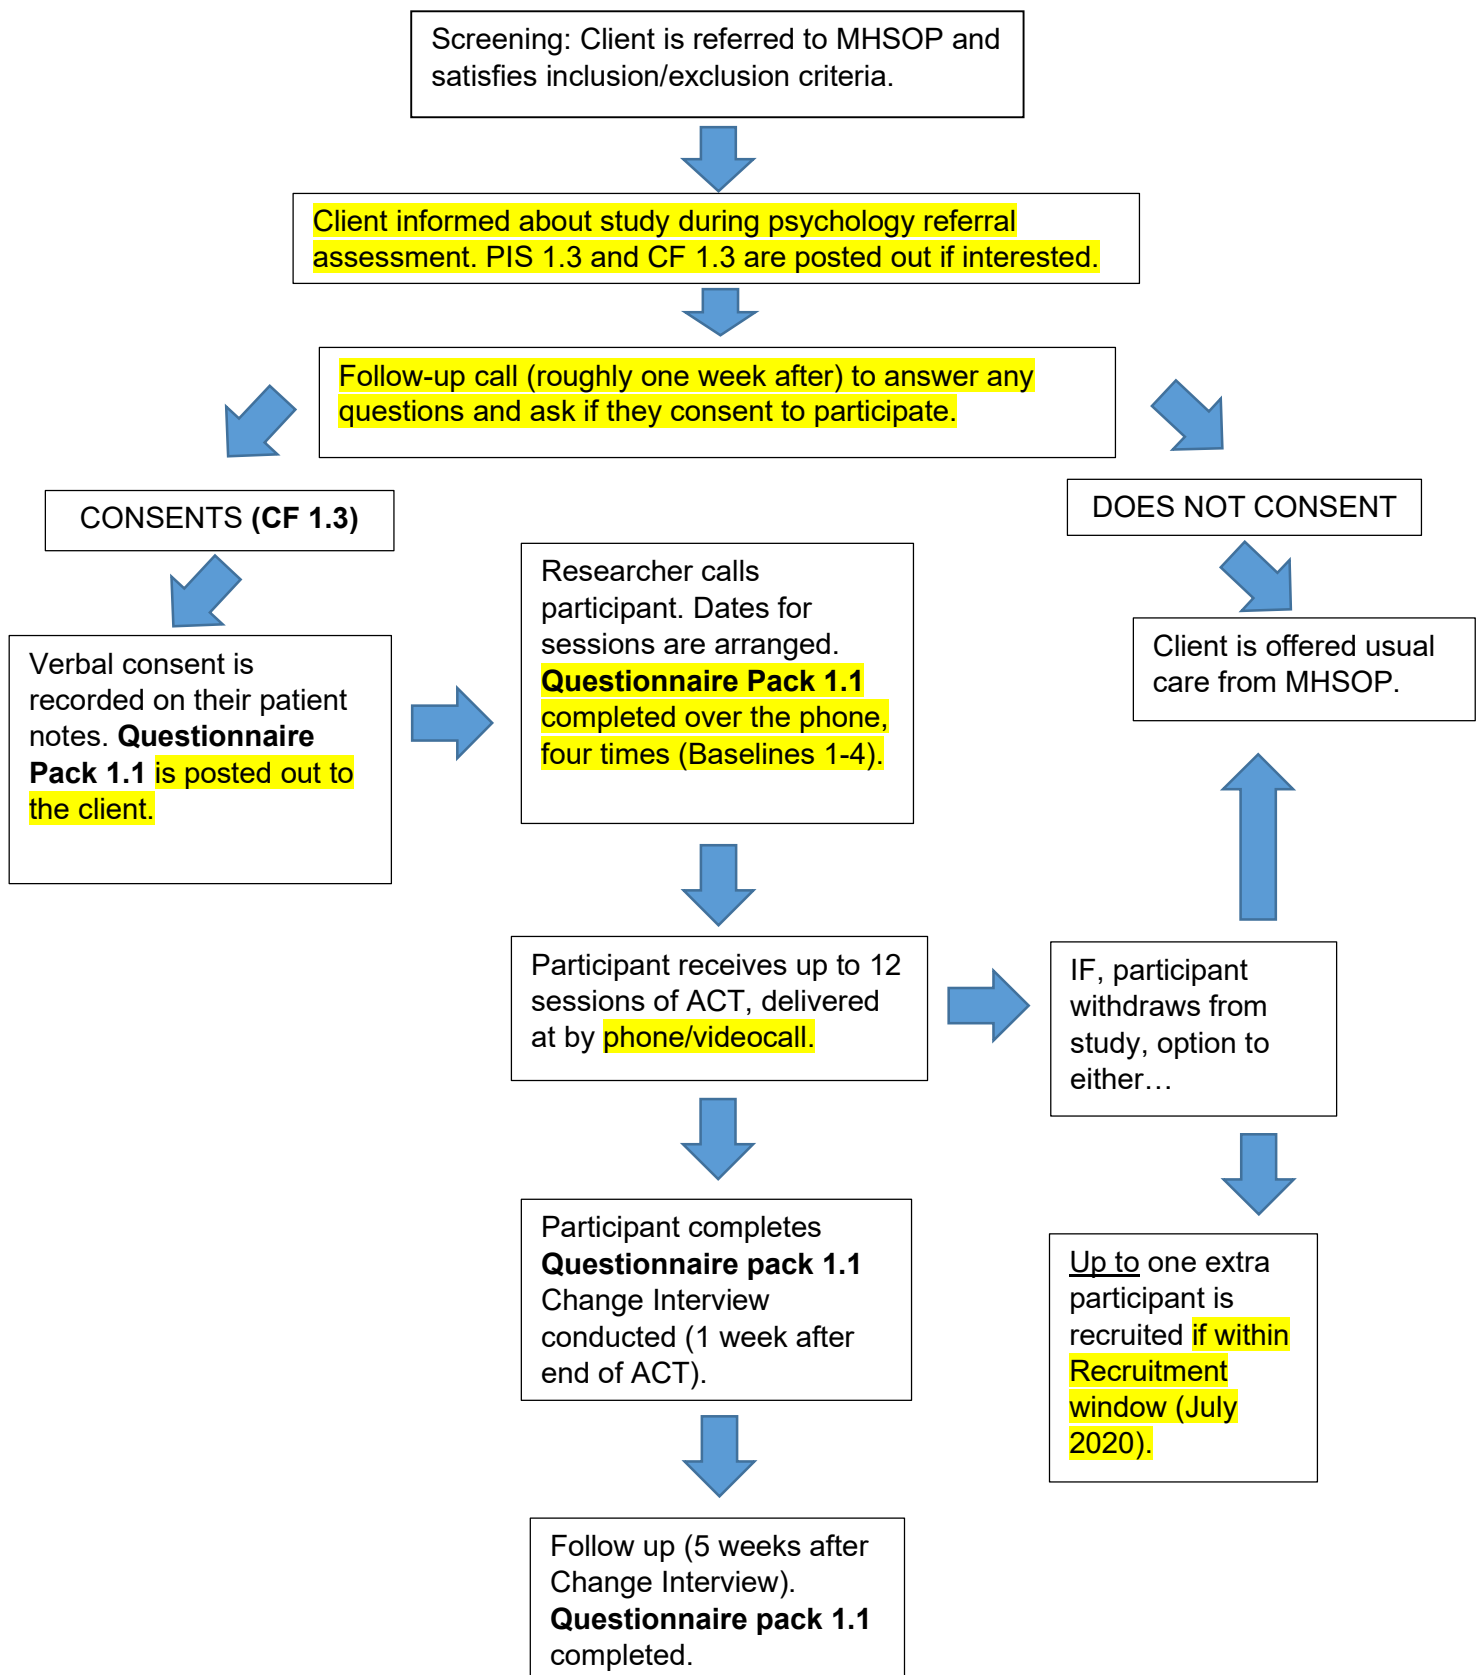 Screening: Client is referred to MHSOP and
satisfies inclusion/exclusion criteria.
Client informed about study during psychology referral
assessment. PIS 1.3 and CF 1.3 are posted out if interested.
Follow-up call (roughly one week after) to answer any
questions and ask if they consent to participate.
CONSENTS (CF 1.3)
DOES NOT CONSENT
Verbal consent is
recorded on their patient
notes. Questionnaire
Pack 1.1 is posted out to
the client.
Researcher calls
participant. Dates for
sessions are arranged.
Questionnaire Pack 1.1
completed over the phone,
four times (Baselines 1-4).
Client is offered usual
care from MHSOP.
Participant receives up to 12
sessions of ACT, delivered
at by phone/videocall.
IF, participant
withdraws from
study, option to
either…
Participant completes
Questionnaire pack 1.1
Change Interview
conducted (1 week after
end of ACT).
Up to one extra
participant is
recruited if within
Recruitment
window (July
2020).
Follow up (5 weeks after
Change Interview).
Questionnaire pack 1.1
completed.